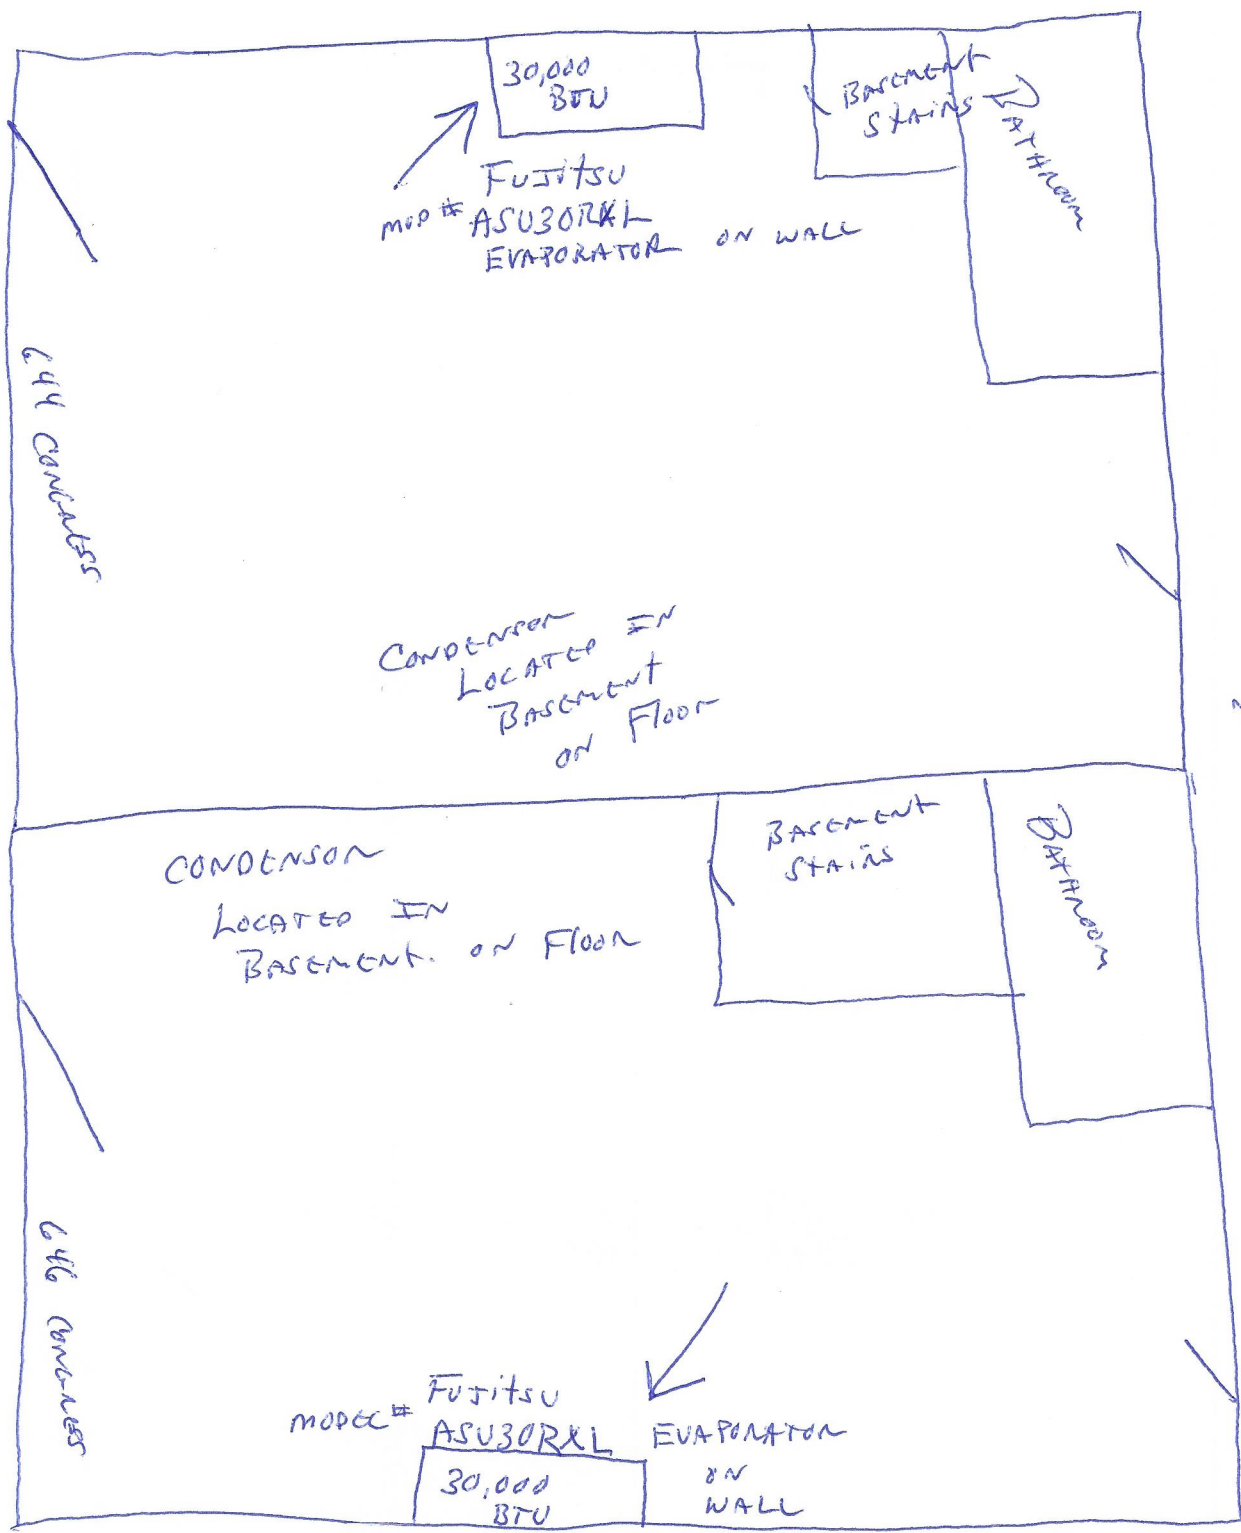 30,000
BTU
BASEMENT
STAIRS
BATHROOM
FUJITSU
MOD# ASU30RXL
EVAPORATOR ON WALL
644 CONGRESS
CONDENSOR
LOCATED IN
BASEMENT
ON FLOOR
CONDENSOR
LOCATED IN
BASEMENT. ON FLOOR
BASEMENT
STAIRS
BATHROOM
646 CONGRESS
FUJITSU
MODEL# ASU30RXL
EVAPORATOR
ON
WALL
30,000
BTU